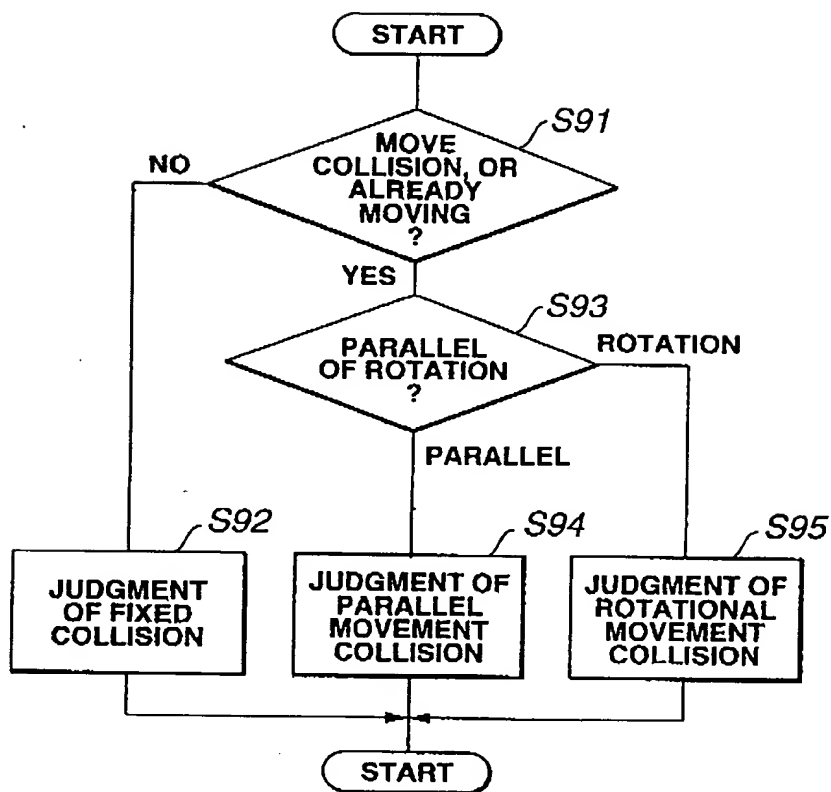 START
S91
MOVE
COLLISION, OR
ALREADY
MOVING
?
NO
YES
S93
PARALLEL
OF ROTATION
?
ROTATION
PARALLEL
S92
JUDGMENT
OF FIXED
COLLISION
S94
JUDGMENT OF
PARALLEL
MOVEMENT
COLLISION
S95
JUDGMENT OF
ROTATIONAL
MOVEMENT
COLLISION
START